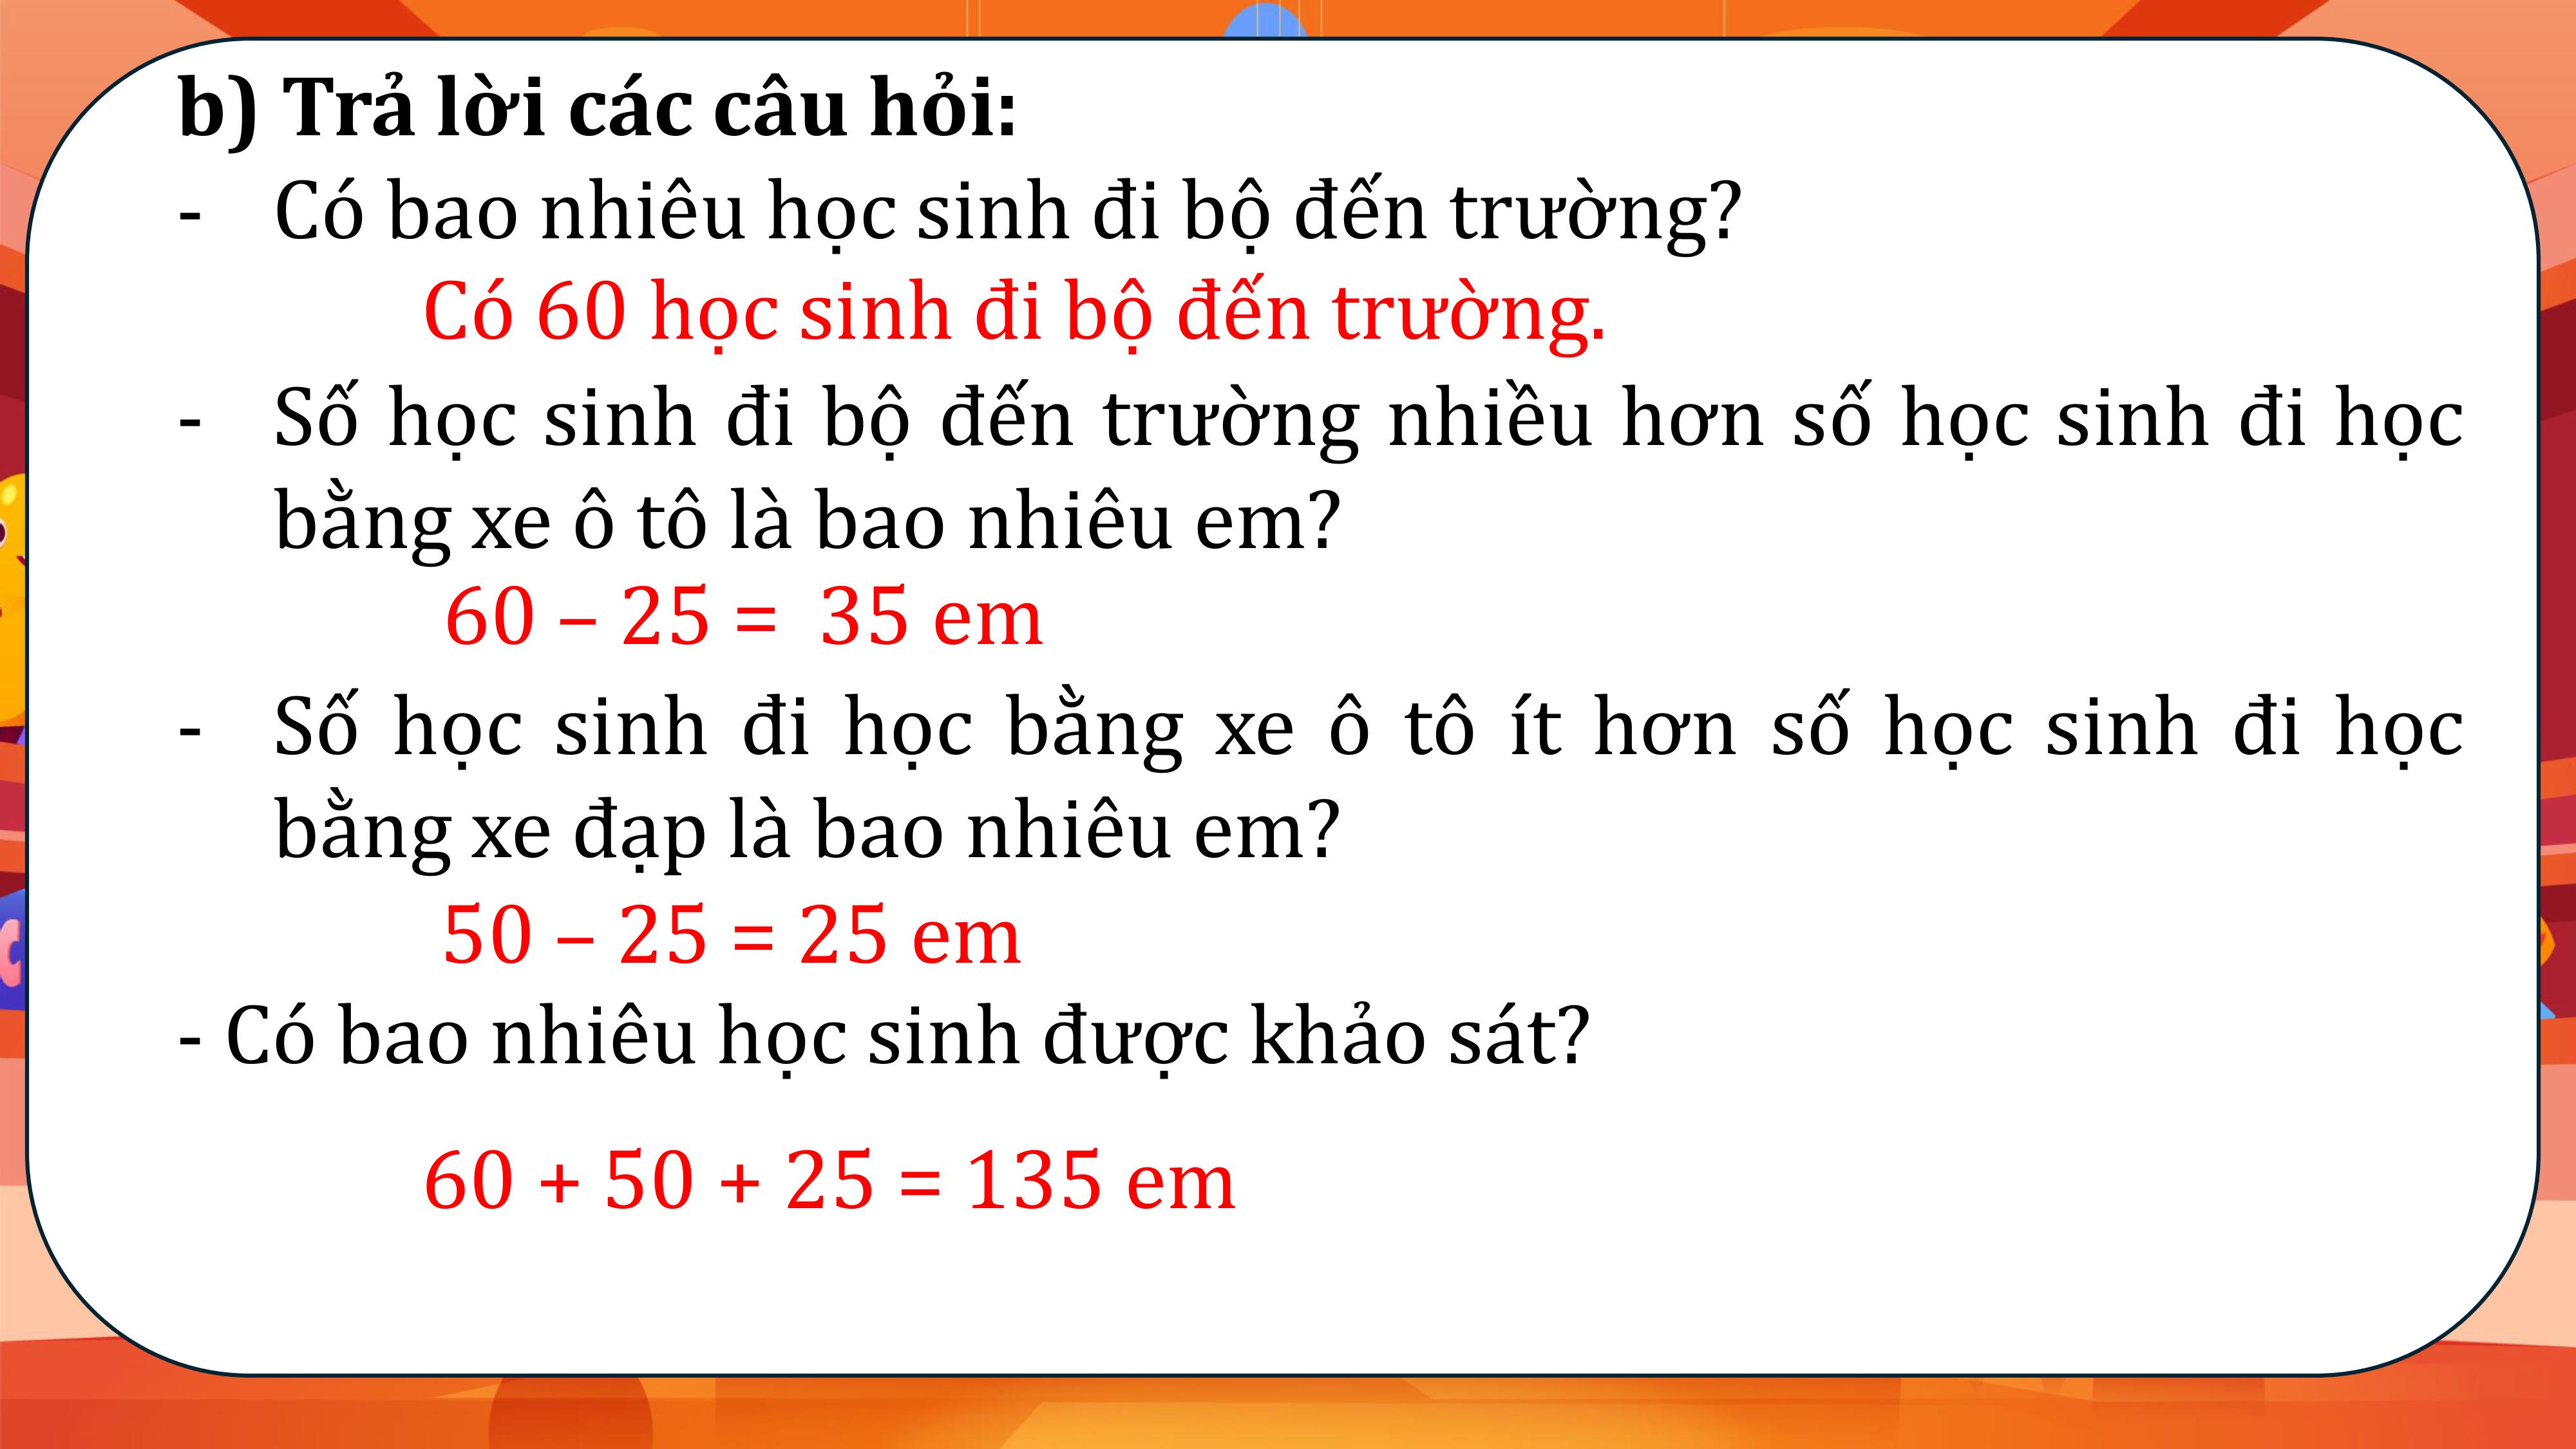 b) Trả lời các câu hỏi:
- Có bao nhiêu học sinh đi bộ đến trường?
Có 60 học sinh đi bộ đến trường.
- Số học sinh đi bộ đến trường nhiều hơn số học sinh đi học
bằng xe ô tô là bao nhiêu em?
60 – 25 = 35 em
- Số học sinh đi học bằng xe ô tô ít hơn số học sinh đi học
bằng xe đạp là bao nhiêu em?
50 – 25 = 25 em
- Có bao nhiêu học sinh được khảo sát?
60 + 50 + 25 = 135 em